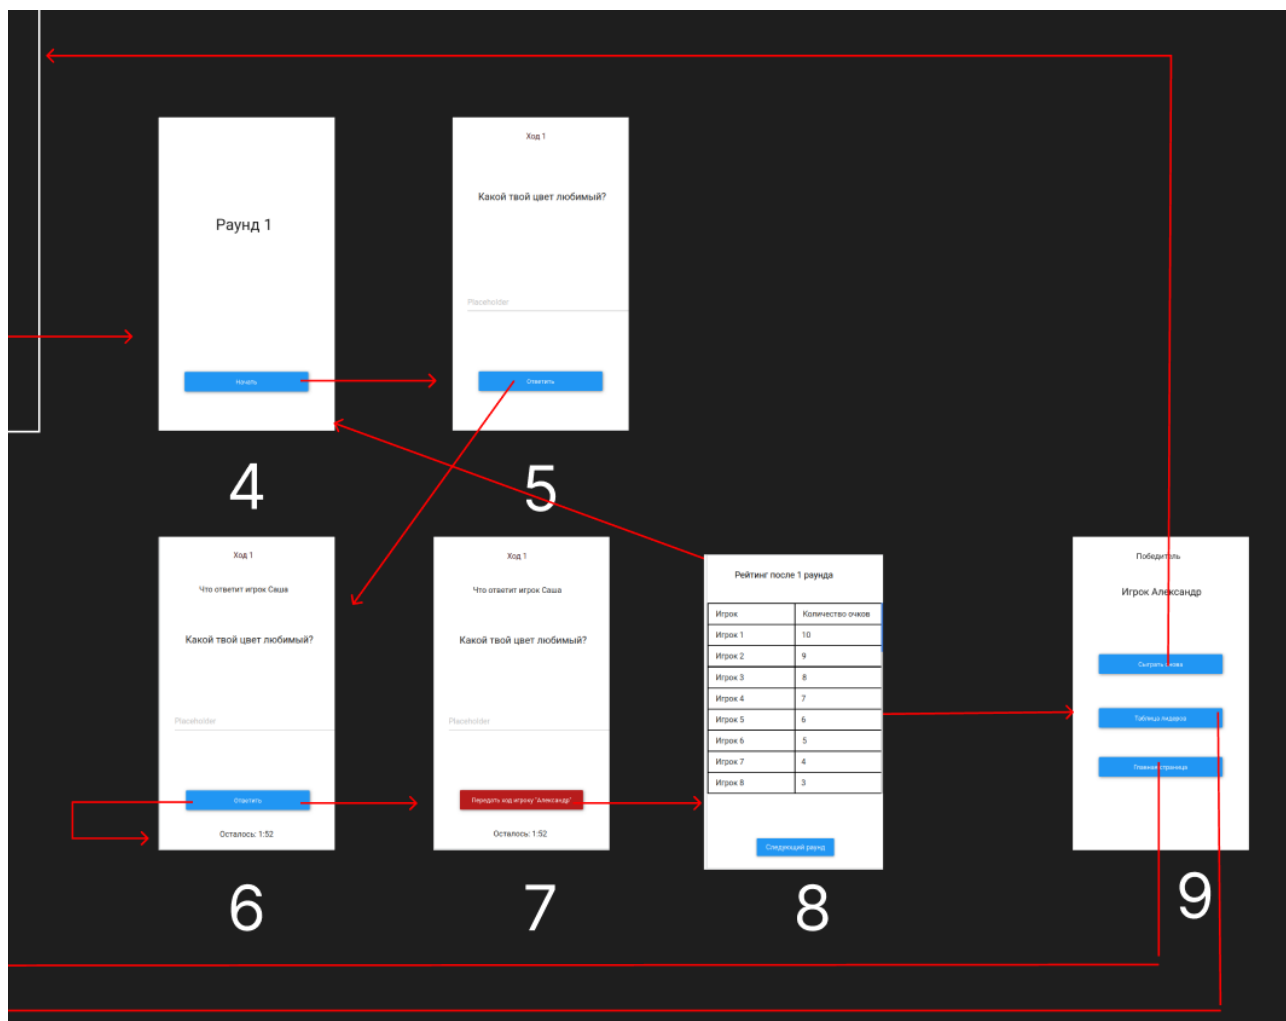 Раунд 1
Начать
4
Ход 1
Какой твой цвет любимый?
Placeholder
Ответить
5
Ход 1
Что ответит игрок Саша
Какой твой цвет любимый?
Placeholder
Ответить
Осталось: 1:52
6
Ход 1
Что ответит игрок Саша
Какой твой цвет любимый?
Placeholder
Передать ход игроку "Александр"
Осталось: 1:52
7
Рейтинг после 1 раунда
Игрок Количество очков
Игрок 1 10
Игрок 2 9
Игрок 3 8
Игрок 4 7
Игрок 5 6
Игрок 6 5
Игрок 7 4
Игрок 8 3
Следующий раунд
8
Победитель
Игрок Александр
Сыграть снова
Таблица лидеров
Главная страница
9